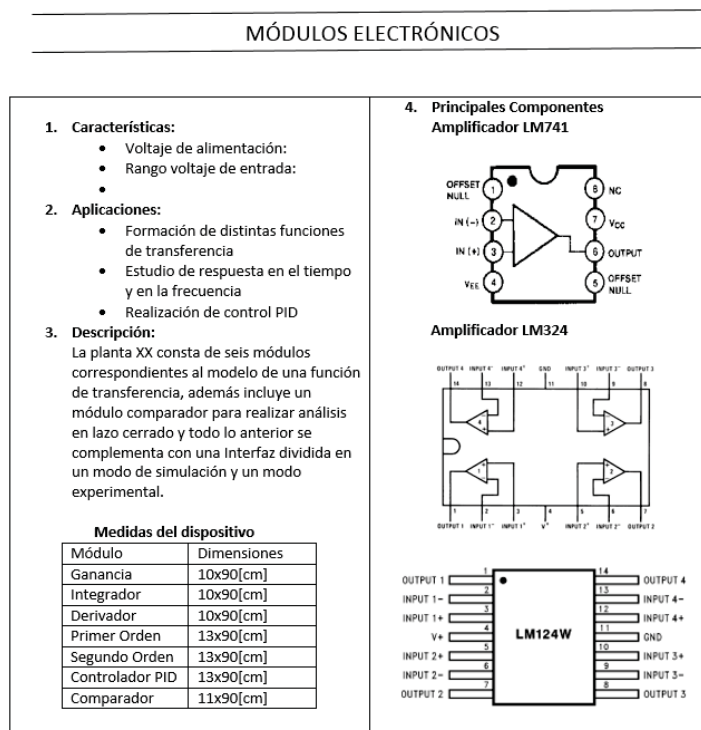 MÓDULOS ELECTRÓNICOS
1. Características:
• Voltaje de alimentación:
• Rango voltaje de entrada:
•
2. Aplicaciones:
• Formación de distintas funciones
de transferencia
• Estudio de respuesta en el tiempo
y en la frecuencia
• Realización de control PID
3. Descripción:
La planta XX consta de seis módulos
correspondientes al modelo de una función
de transferencia, además incluye un
módulo comparador para realizar análisis
en lazo cerrado y todo lo anterior se
complementa con una Interfaz dividida en
un modo de simulación y un modo
experimental.
Medidas del dispositivo
Módulo Dimensiones
Ganancia 10x90[cm]
Integrador 10x90[cm]
Derivador 10x90[cm]
Primer Orden 13x90[cm]
Segundo Orden 13x90[cm]
Controlador PID 13x90[cm]
Comparador 11x90[cm]
4. Principales Componentes
Amplificador LM741
OFFSET NULL 1 8 NC
IN (-) 2 7 VCC
IN (+) 3 6 OUTPUT
VEE 4 5 OFFSET NULL
Amplificador LM324
OUTPUT 4 INPUT 4- INPUT 4+ GND INPUT 3+ INPUT 3- OUTPUT 3
14 13 12 11 10 9 8
4 3
1 2
1 2 3 4 5 6 7
OUTPUT 1 INPUT 1- INPUT 1+ V+ INPUT 2+ INPUT 2- OUTPUT 2
OUTPUT 1 1 14 OUTPUT 4
INPUT 1- 2 13 INPUT 4-
INPUT 1+ 3 12 INPUT 4+
V+ 4 LM124W 11 GND
INPUT 2+ 5 10 INPUT 3+
INPUT 2- 6 9 INPUT 3-
OUTPUT 2 7 8 OUTPUT 3